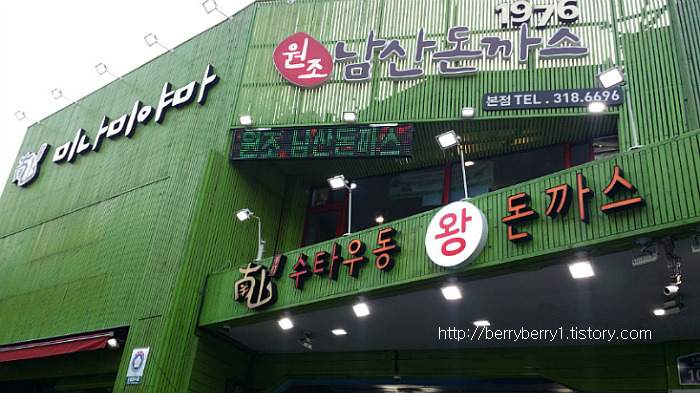 1976
원조 남산돈까스
본점 TEL . 318.6696
미나미야마
원조 남산돈까스
수타우동 왕 돈까스
http://berryberry1.tistory.com
10